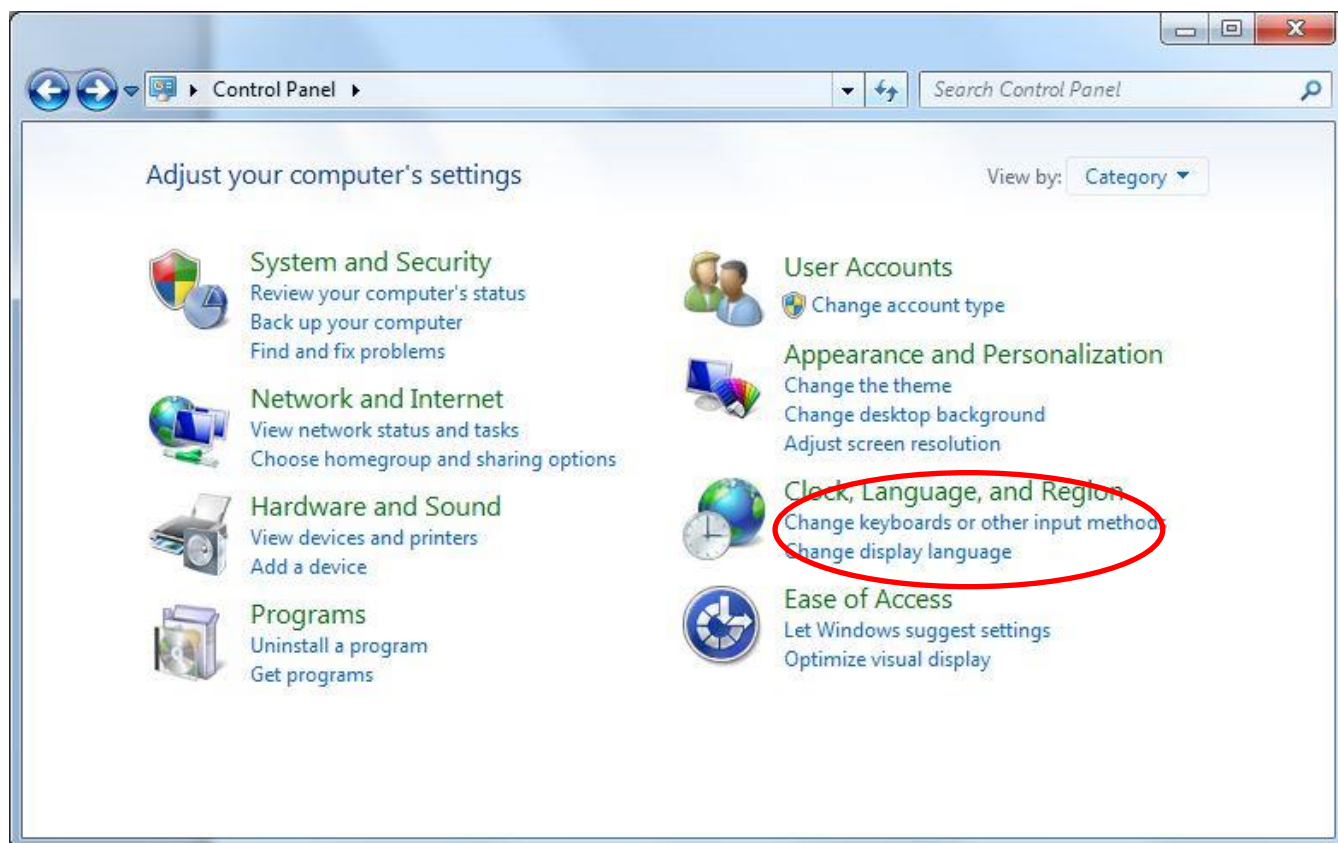 Control Panel
Search Control Panel
Adjust your computer's settings
View by: Category
System and Security
Review your computer's status
Back up your computer
Find and fix problems
Network and Internet
View network status and tasks
Choose homegroup and sharing options
Hardware and Sound
View devices and printers
Add a device
Programs
Uninstall a program
Get programs
User Accounts
Change account type
Appearance and Personalization
Change the theme
Change desktop background
Adjust screen resolution
Clock, Language, and Region
Change keyboards or other input methods
Change display language
Ease of Access
Let Windows suggest settings
Optimize visual display